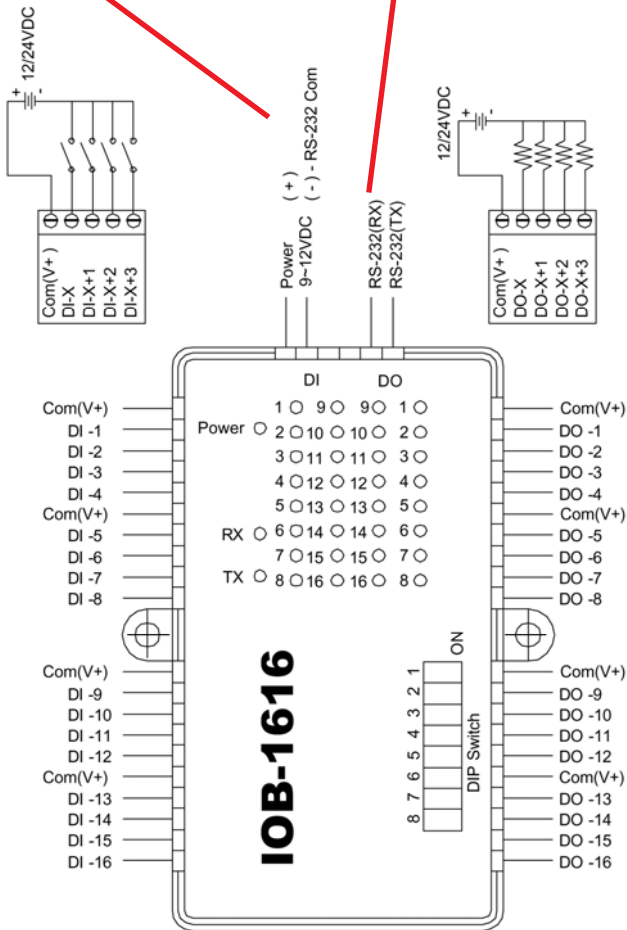 12/24VDC
+ -
Com(V+ )
DI-X
DI-X+1
DI-X+2
DI-X+3
Power ( + )
9~12VDC ( - ) - RS-232 Com
RS-232(RX)
RS-232(TX)
12/24VDC
+ -
Com(V+ )
DO-X
DO-X+1
DO-X+2
DO-X+3
Com(V+)
DI -1
DI -2
DI -3
DI -4
Com(V+)
DI -5
DI -6
DI -7
DI -8
Com(V+)
DI -9
DI -10
DI -11
DI -12
Com(V+)
DI -13
DI -14
DI -15
DI -16
DI DO
1 9 9 1
Power 2 10 10 2
3 11 11 3
4 12 12 4
5 13 13 5
RX 6 14 14 6
7 15 15 7
TX 8 16 16 8
IOB-1616
ON
1 2 3 4 5 6 7 8
DIP Switch
Com(V+)
DO -1
DO -2
DO -3
DO -4
Com(V+)
DO -5
DO -6
DO -7
DO -8
Com(V+)
DO -9
DO -10
DO -11
DO -12
Com(V+)
DO -13
DO -14
DO -15
DO -16